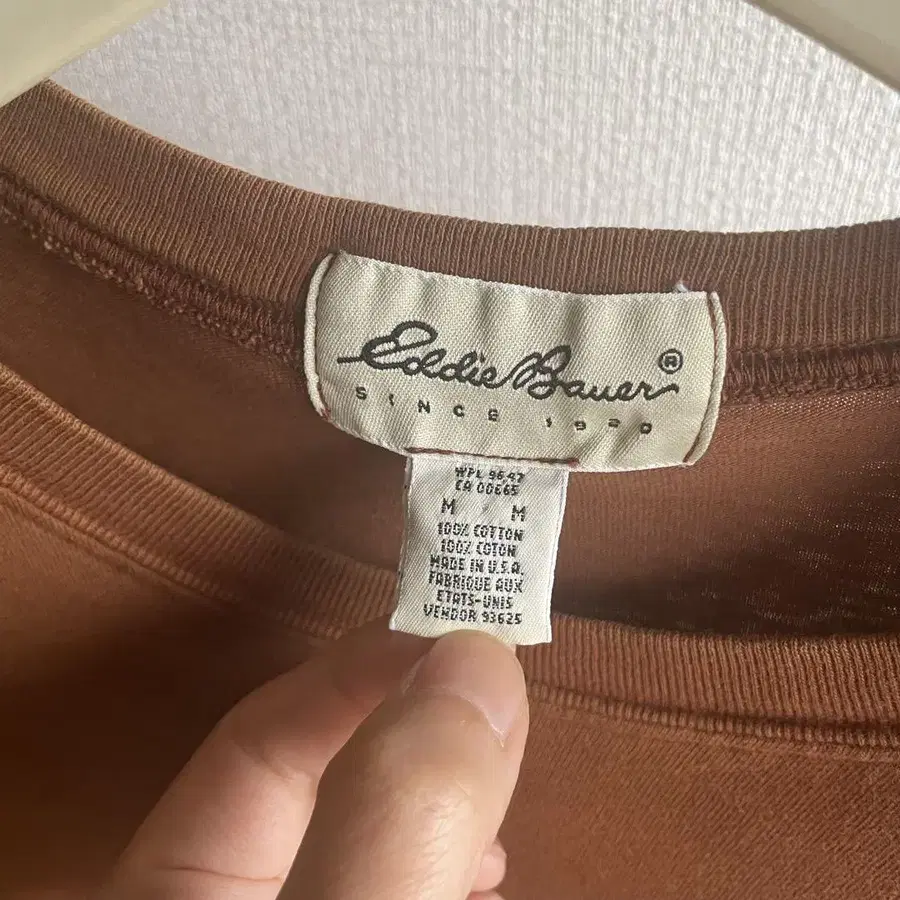 Eddie Bauer ®
SINCE 1920
WPL 9647
CA 00665
M M
100% COTTON
100% COTON
MADE IN U.S.A.
FABRIQUE AUX
ETATS-UNIS
VENDOR 93625